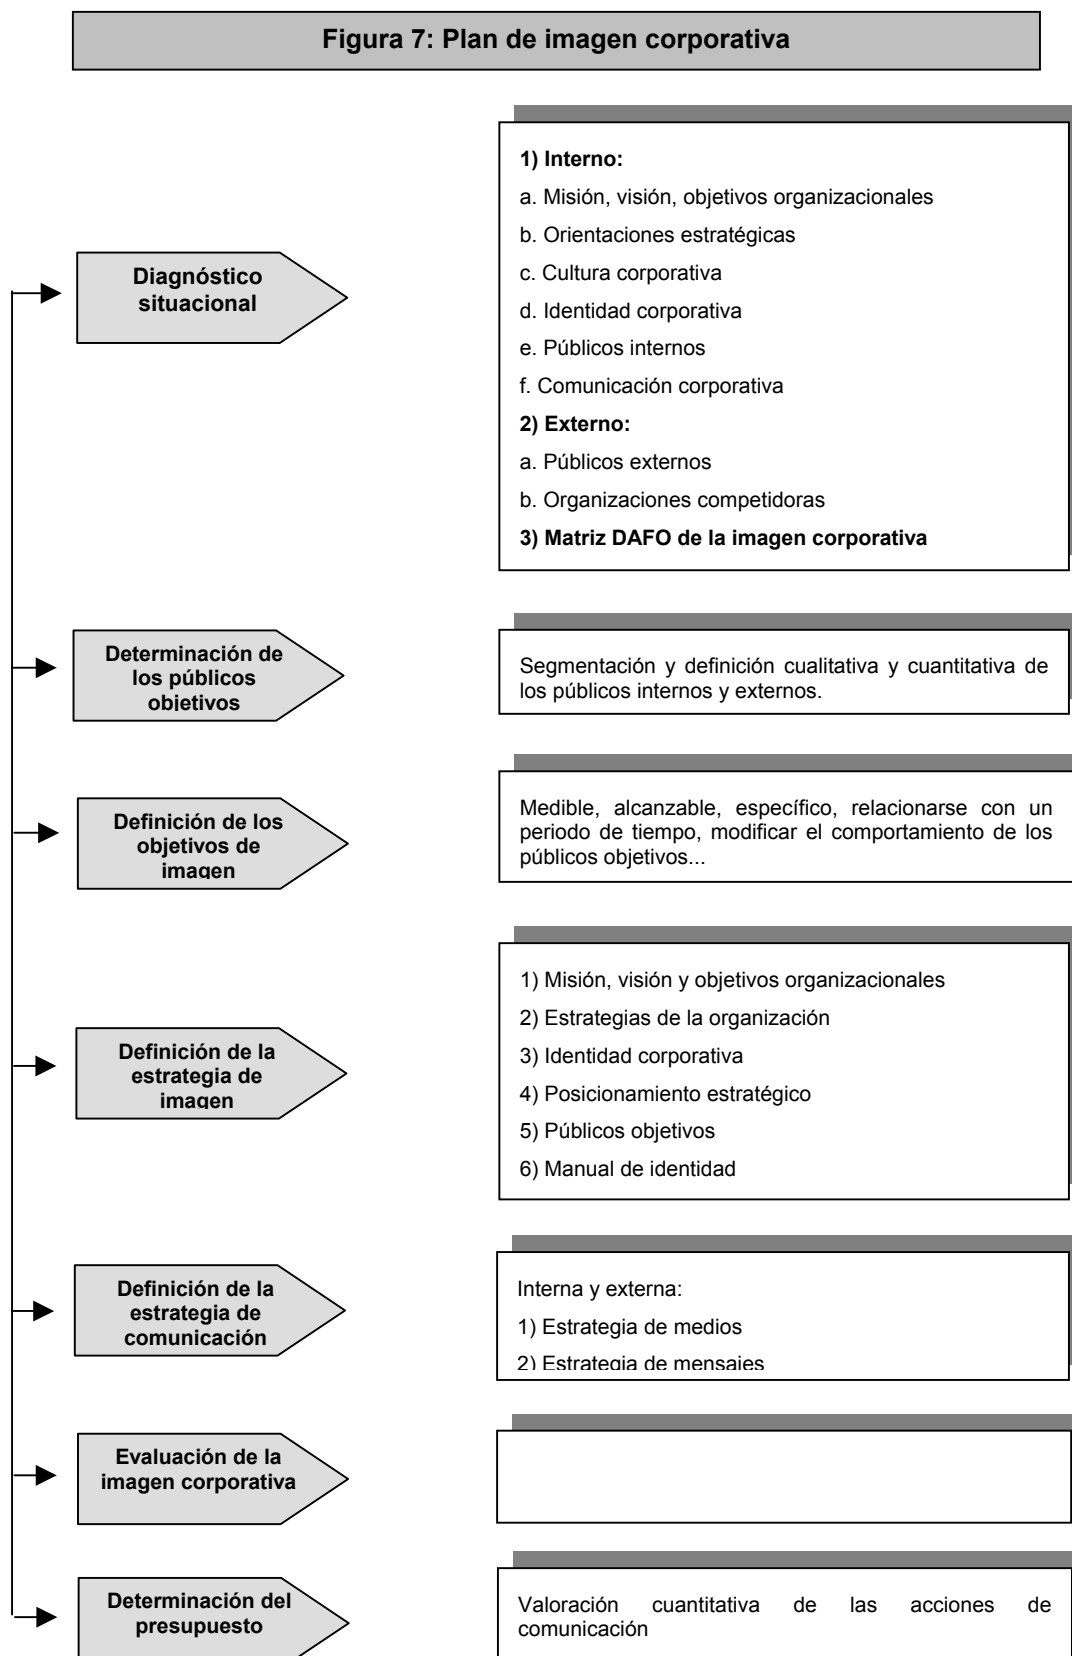 Figura 7: Plan de imagen corporativa
Diagnóstico
situacional
1) Interno:
a. Misión, visión, objetivos organizacionales
b. Orientaciones estratégicas
c. Cultura corporativa
d. Identidad corporativa
e. Públicos internos
f. Comunicación corporativa
2) Externo:
a. Públicos externos
b. Organizaciones competidoras
3) Matriz DAFO de la imagen corporativa
Determinación de
los públicos
objetivos
Segmentación y definición cualitativa y cuantitativa de
los públicos internos y externos.
Definición de los
objetivos de
imagen
Medible, alcanzable, específico, relacionarse con un
periodo de tiempo, modificar el comportamiento de los
públicos objetivos...
Definición de la
estrategia de
imagen
1) Misión, visión y objetivos organizacionales
2) Estrategias de la organización
3) Identidad corporativa
4) Posicionamiento estratégico
5) Públicos objetivos
6) Manual de identidad
Definición de la
estrategia de
comunicación
Interna y externa:
1) Estrategia de medios
2) Estrategia de mensajes
Evaluación de la
imagen corporativa
Determinación del
presupuesto
Valoración cuantitativa de las acciones de
comunicación